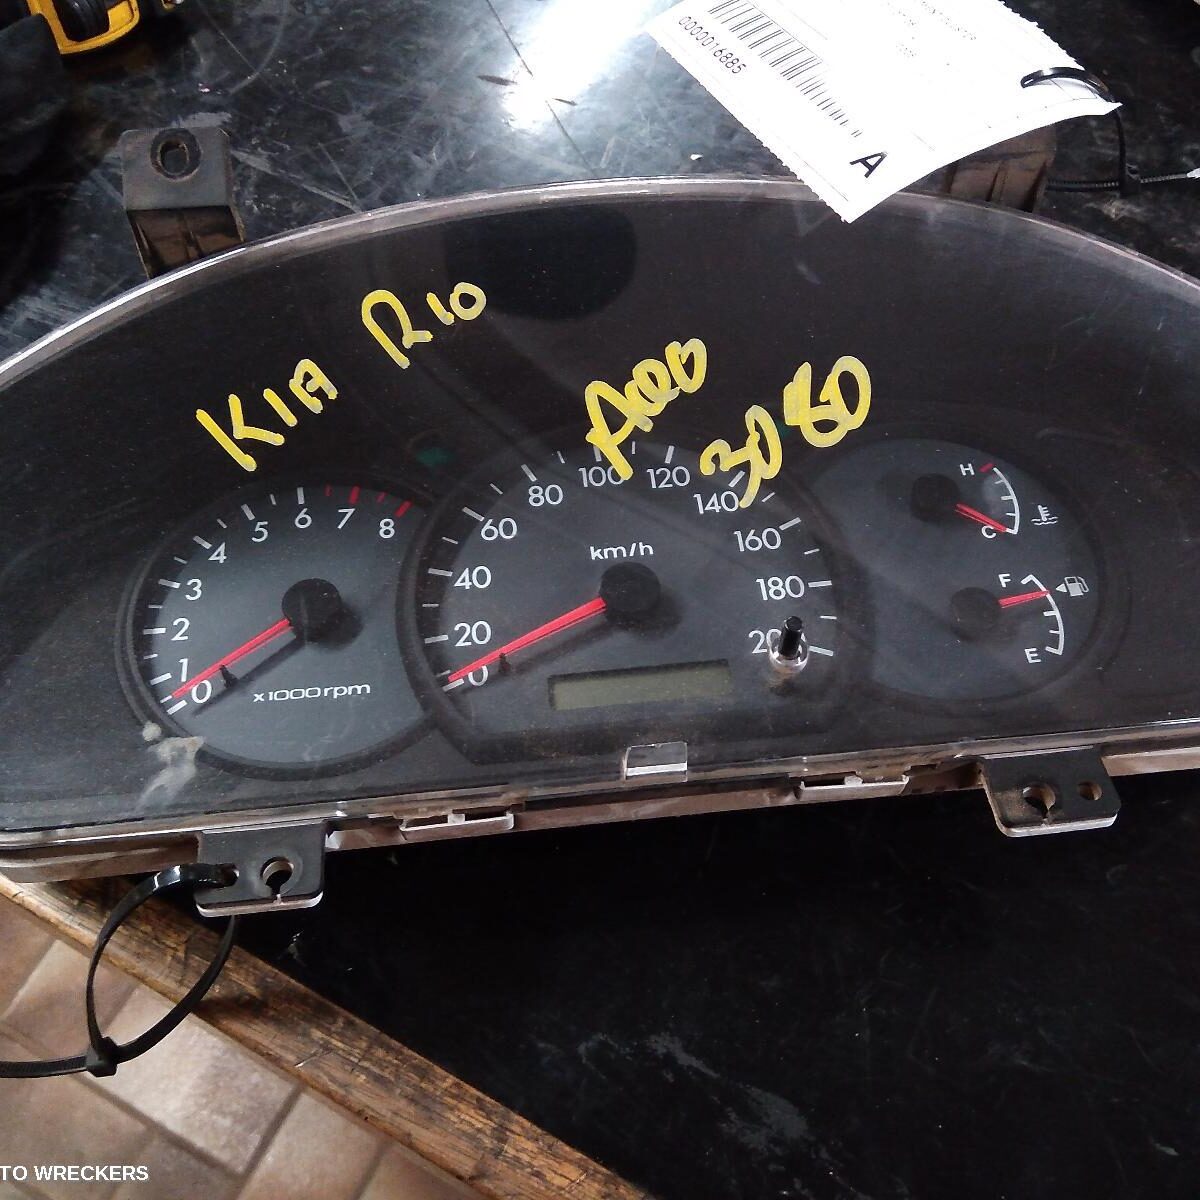 0000016885
A
KIA RIO
A020
3080
0 1 2 3 4 5 6 7 8
x1000rpm
0 20 40 60 80 100 120 140 160 180
km/h
H
C
F
E
TO WRECKERS